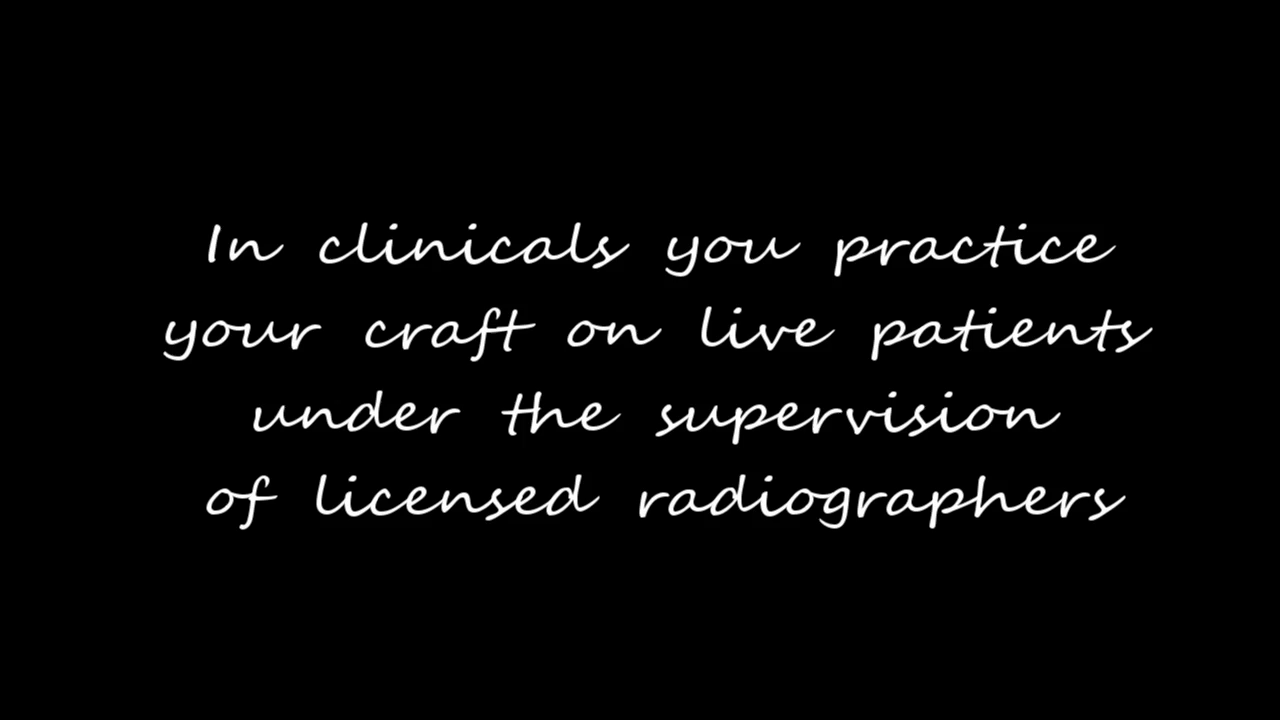 In clinicals you practice
your craft on live patients
under the supervision
of licensed radiographers